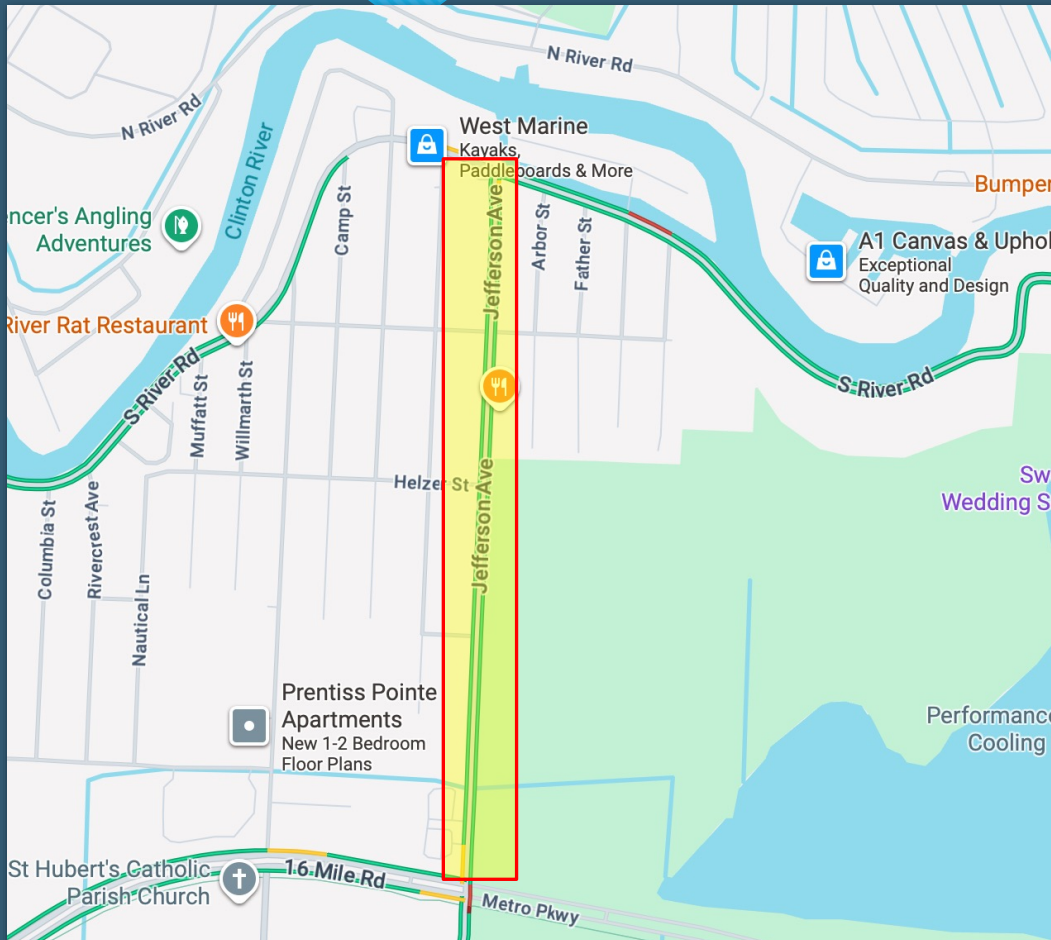 N River Rd
N River Rd
Clinton River
West Marine
Kayaks,
Paddleboards & More
Bumper
encer's Angling
Adventures
Camp St
Jefferson Ave
Arbor St
Father St
A1 Canvas & Uphol
Exceptional
Quality and Design
River Rat Restaurant
S River Rd
S River Rd
Muffatt St
Willmarth St
Helzer St
Jefferson Ave
Sw
Wedding S
Columbia St
Rivercrest Ave
Nautical Ln
Prentiss Pointe
Apartments
New 1-2 Bedroom
Floor Plans
Performance
Cooling
St Hubert's Catholic
Parish Church
16 Mile Rd
Metro Pkwy